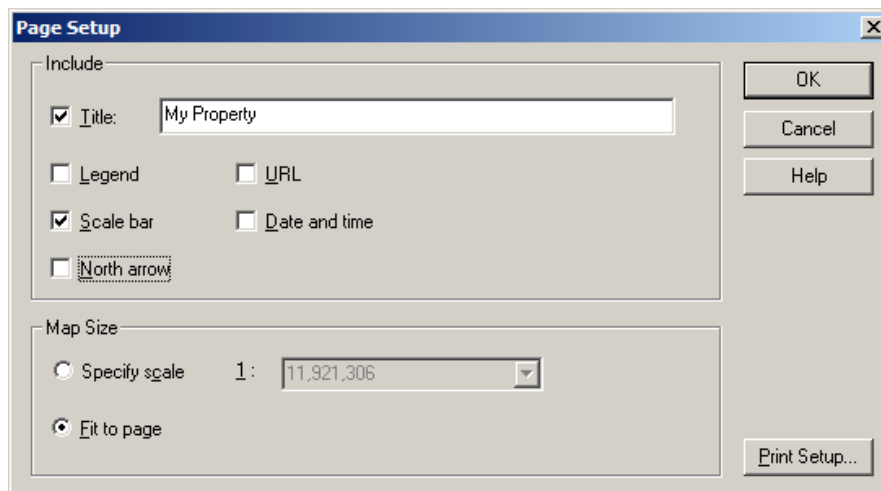 Page Setup
Include
OK
Title: My Property
Cancel
Legend URL
Help
Scale bar Date and time
North arrow
Map Size
Specify scale 1 : 11,921,306
Fit to page
Print Setup...